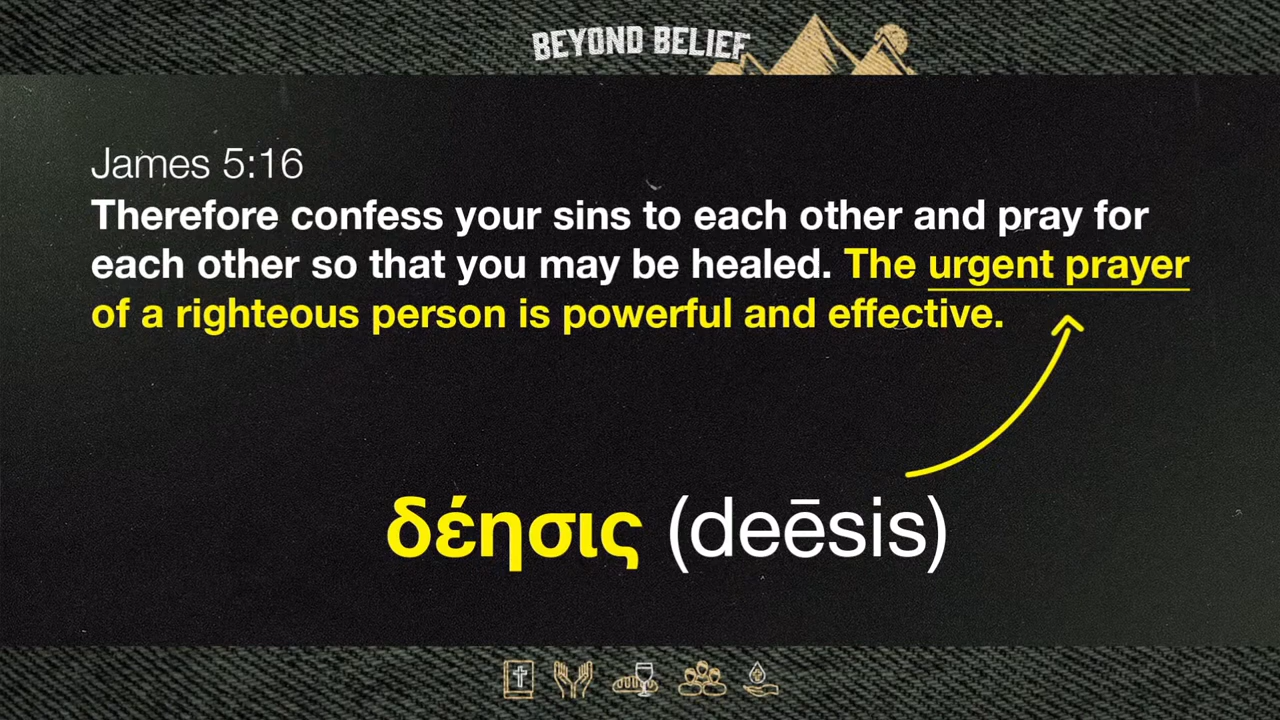 BEYOND BELIEF
James 5:16
Therefore confess your sins to each other and pray for
each other so that you may be healed. The urgent prayer
of a righteous person is powerful and effective.
δέησις (deēsis)